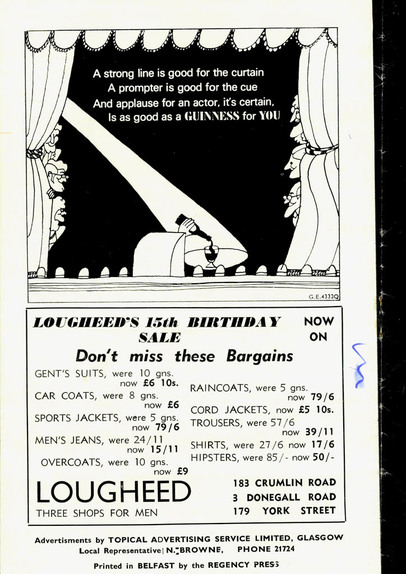 A strong line is good for the curtain
A prompter is good for the cue
And applause for an actor, it's certain,
Is as good as a GUINNESS for YOU
G.E.4332Q
LOUGHEED'S 15th BIRTHDAY SALE
NOW ON
Don't miss these Bargains
GENT'S SUITS, were 10 gns.
now £6 10s.
CAR COATS, were 8 gns.
now £6
SPORTS JACKETS, were 5 gns.
now 79/6
MEN'S JEANS, were 24/11
now 15/11
OVERCOATS, were 10 gns.
now £9
RAINCOATS, were 5 gns.
now 79/6
CORD JACKETS, now £5 10s.
TROUSERS, were 57/6
now 39/11
SHIRTS, were 27/6 now 17/6
HIPSTERS, were 85/- now 50/-
LOUGHEED
THREE SHOPS FOR MEN
183 CRUMLIN ROAD
3 DONEGALL ROAD
179 YORK STREET
Advertisments by TOPICAL ADVERTISING SERVICE LIMITED, GLASGOW
Local Representative: N. BROWNE, PHONE 21724
Printed in BELFAST by the REGENCY PRESS